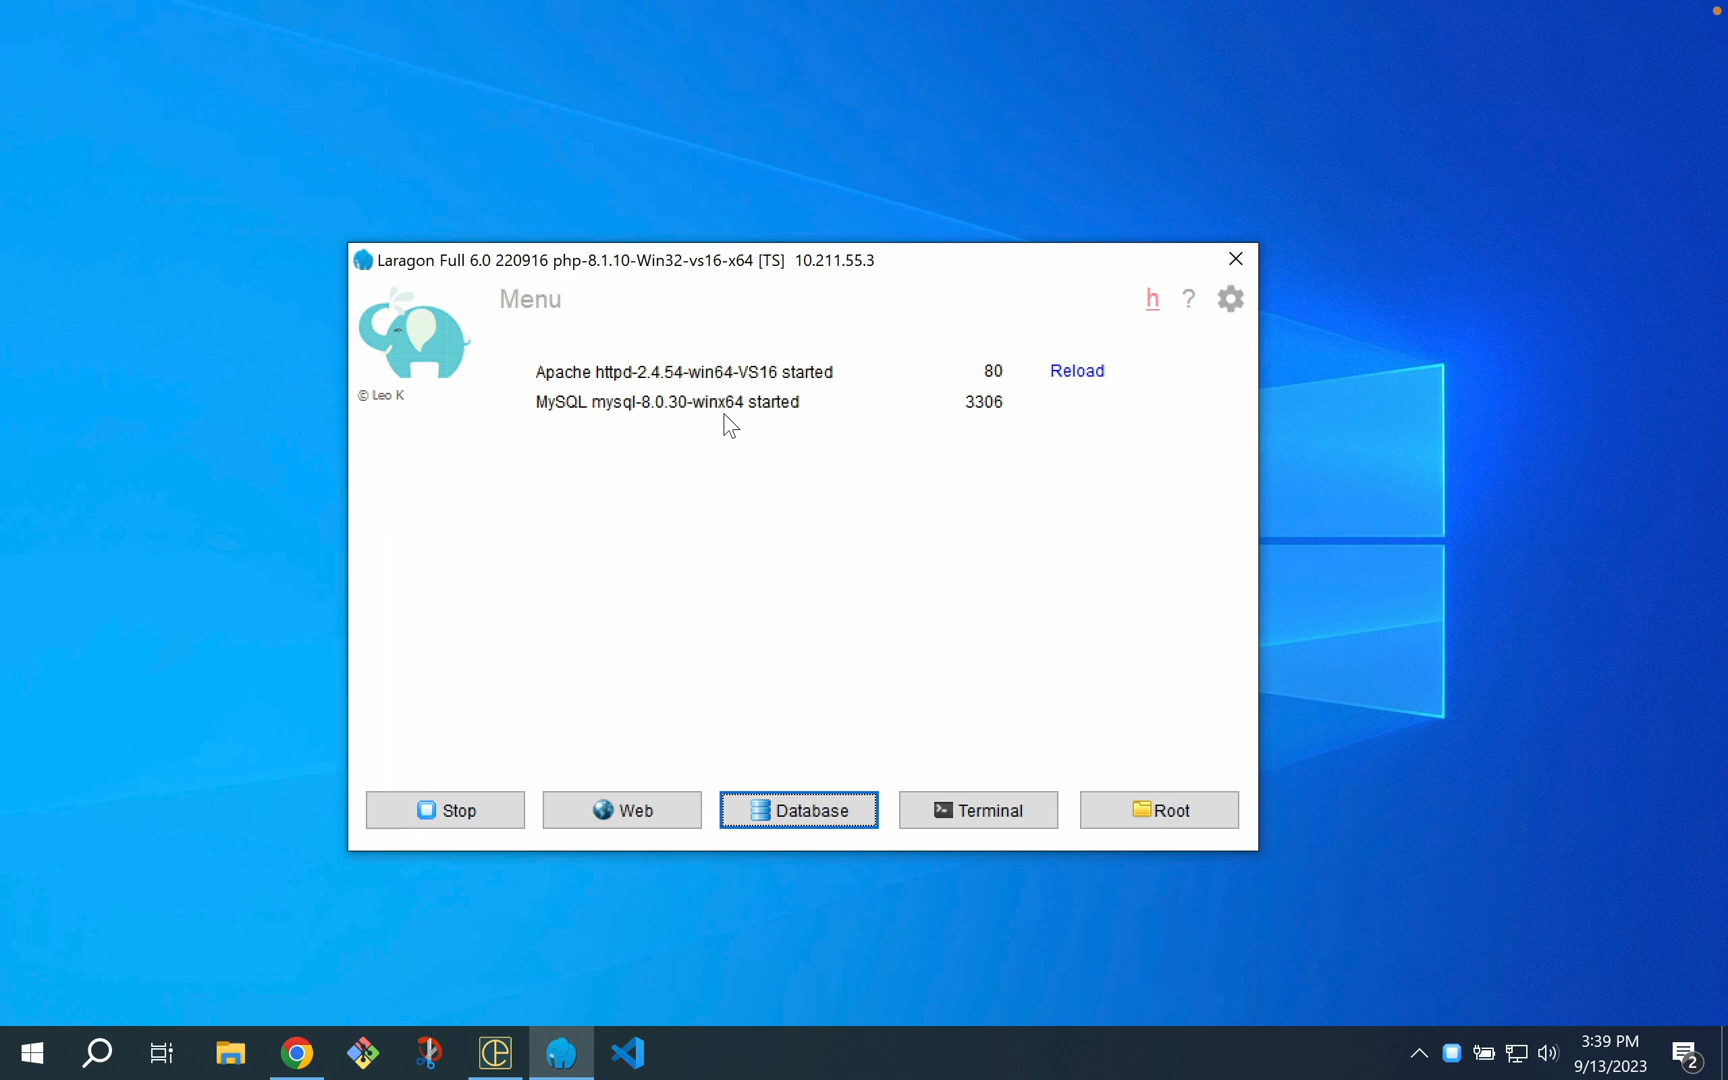 Laragon Full 6.0 220916 php-8.1.10-Win32-vs16-x64 [TS] 10.211.55.3
Menu
h ?
© Leo K
Apache httpd-2.4.54-win64-VS16 started 80 Reload
MySQL mysql-8.0.30-winx64 started 3306
Stop Web Database Terminal Root
3:39 PM
9/13/2023
2